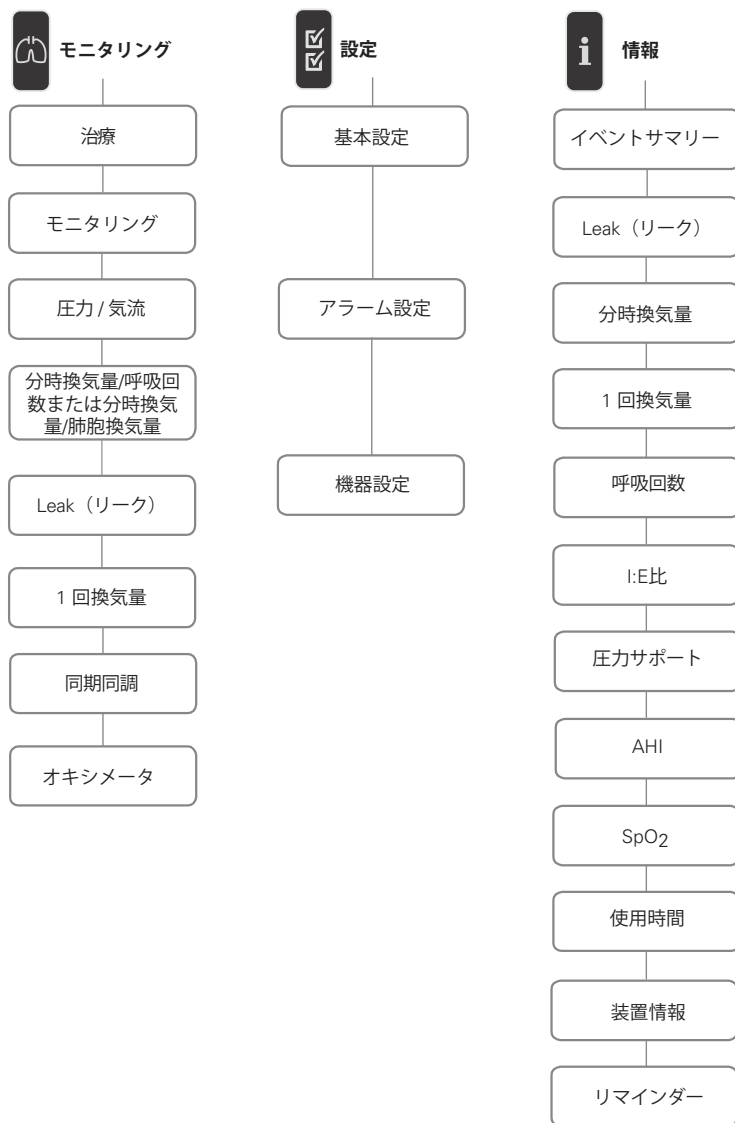 モニタリング
治療
モニタリング
圧力 / 気流
分時換気量/呼吸回
数または分時換気
量/肺胞換気量
Leak（リーク）
1 回換気量
同期同調
オキシメータ
設定
基本設定
アラーム設定
機器設定
i 情報
イベントサマリー
Leak（リーク）
分時換気量
1 回換気量
呼吸回数
I:E比
圧力サポート
AHI
SpO2
使用時間
装置情報
リマインダー